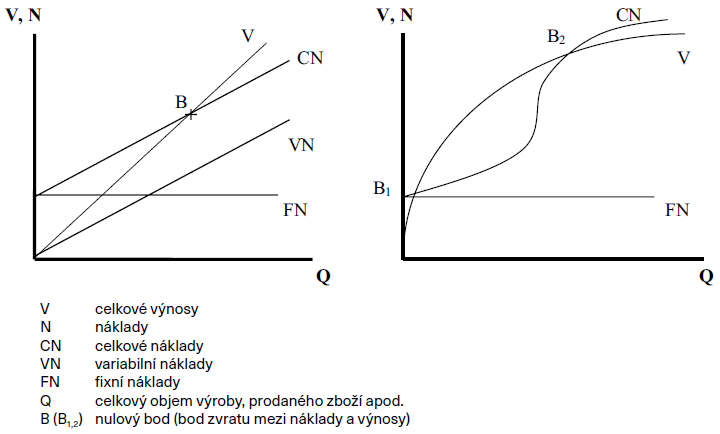 V, N
V
CN
B
VN
FN
Q
V, N
CN
B₂
V
B₁
FN
Q
V celkové výnosy
N náklady
CN celkové náklady
VN variabilní náklady
FN fixní náklady
Q celkový objem výroby, prodaného zboží apod.
B (B₁,₂) nulový bod (bod zvratu mezi náklady a výnosy)